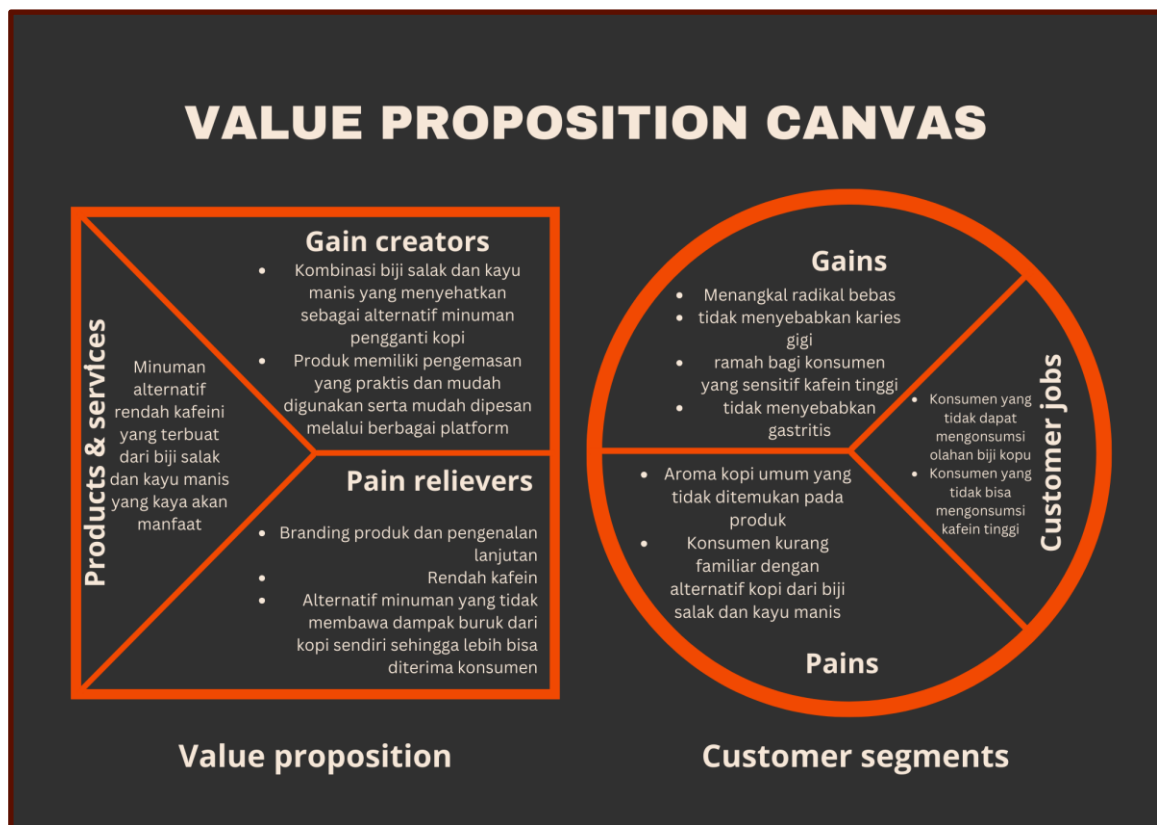 VALUE PROPOSITION CANVAS
Products & services
Minuman
alternatif
rendah kafeini
yang terbuat
dari biji salak
dan kayu manis
yang kaya akan
manfaat
Gain creators
• Kombinasi biji salak dan kayu
manis yang menyehatkan
sebagai alternatif minuman
pengganti kopi
• Produk memiliki pengemasan
yang praktis dan mudah
digunakan serta mudah dipesan
melalui berbagai platform
Pain relievers
• Branding produk dan pengenalan
lanjutan
• Rendah kafein
• Alternatif minuman yang tidak
membawa dampak buruk dari
kopi sendiri sehingga lebih bisa
diterima konsumen
Value proposition
Gains
• Menangkal radikal bebas
• tidak menyebabkan karies
gigi
• ramah bagi konsumen
yang sensitif kafein tinggi
• tidak menyebabkan
gastritis
Customer jobs
• Konsumen yang
tidak dapat
mengonsumsi
olahan biji kopu
• Konsumen yang
tidak bisa
mengonsumsi
kafein tinggi
• Aroma kopi umum yang
tidak ditemukan pada
produk
• Konsumen kurang
familiar dengan
alternatif kopi dari biji
salak dan kayu manis
Pains
Customer segments